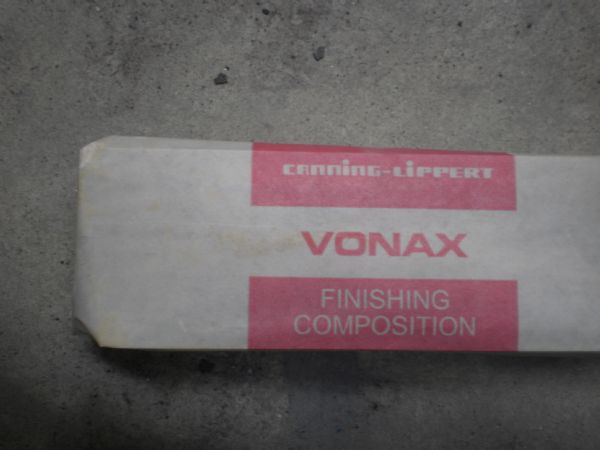 CANNING-LIPPERT
VONAX
FINISHING
COMPOSITION